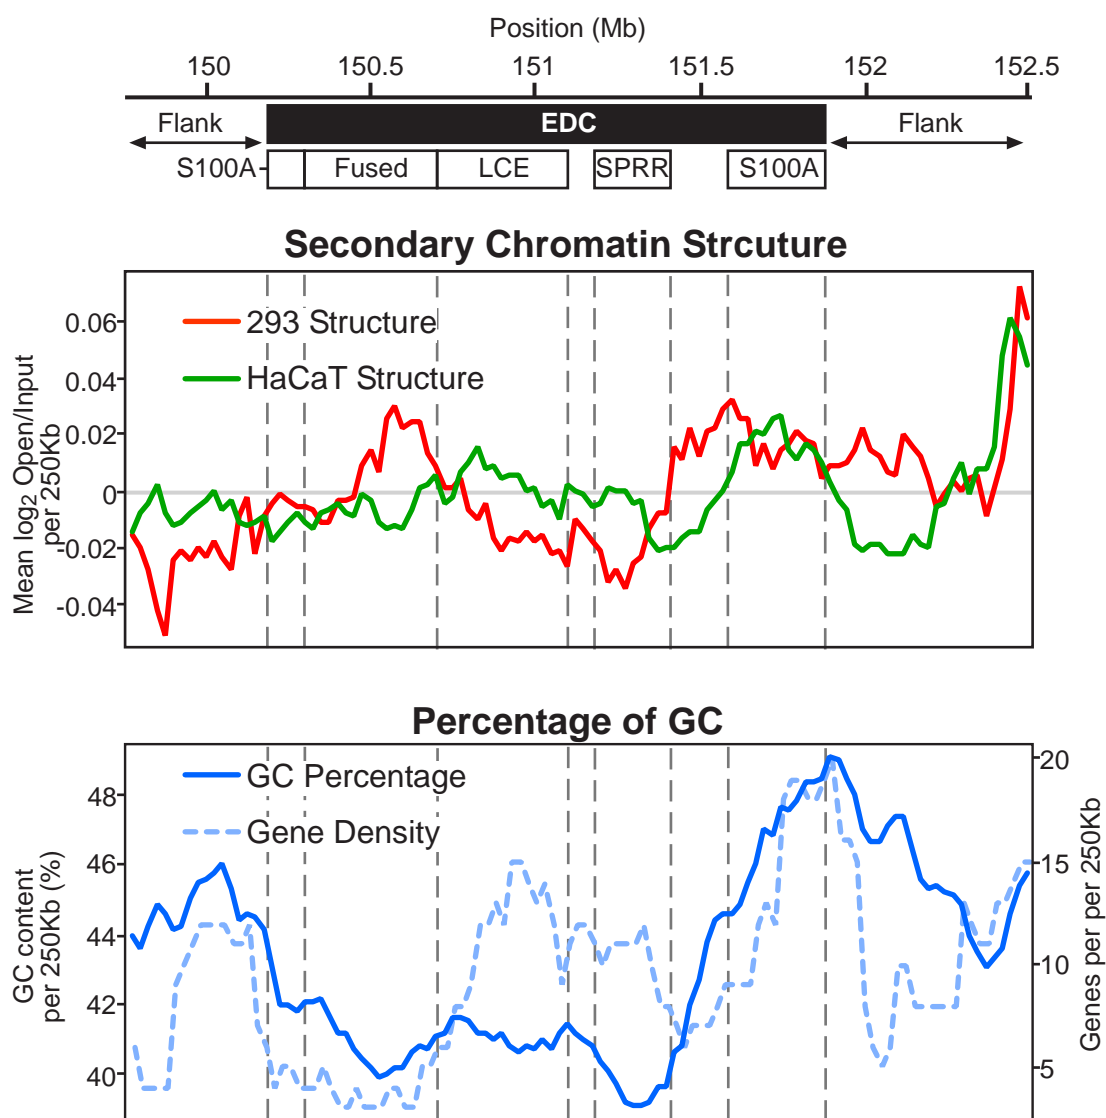 Position (Mb)
150 150.5 151 151.5 152 152.5
Flank EDC Flank
S100A Fused LCE SPRR S100A
Secondary Chromatin Strcuture
293 Structure
HaCaT Structure
Mean log2 Open/Input
per 250Kb
0.06
0.04
0.02
0
-0.02
-0.04
Percentage of GC
GC Percentage
Gene Density
GC content
per 250Kb (%)
48
46
44
42
40
20
15
10
5
Genes per per 250Kb